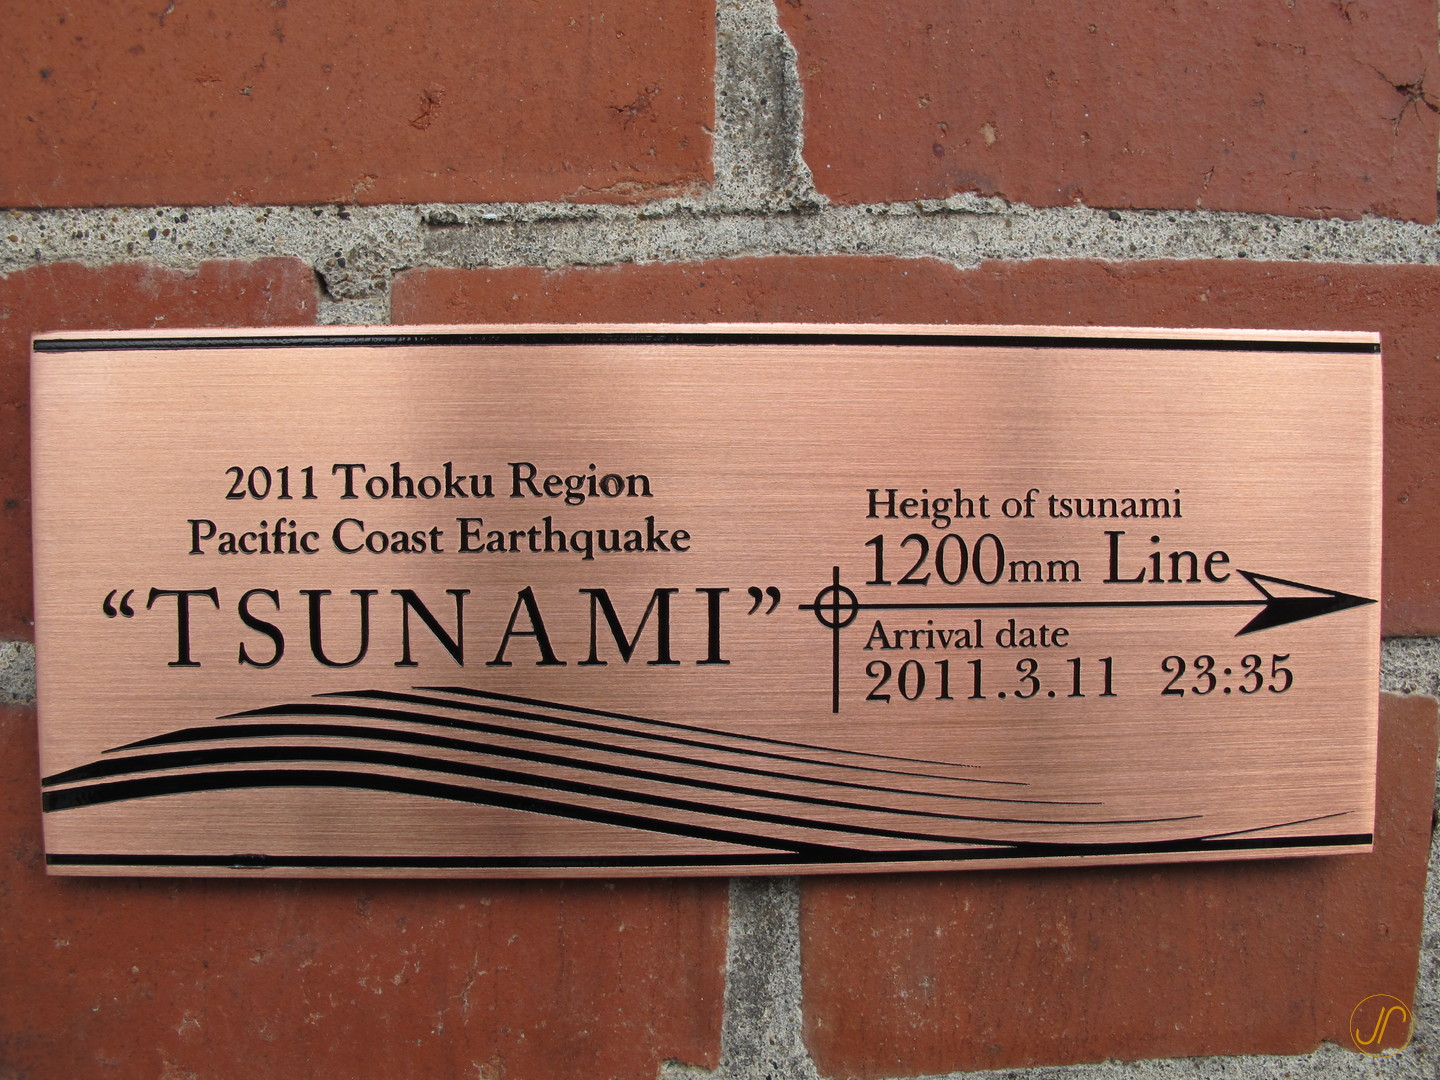 2011 Tohoku Region
Pacific Coast Earthquake
“TSUNAMI”
Height of tsunami
1200mm Line
Arrival date
2011.3.11 23:35